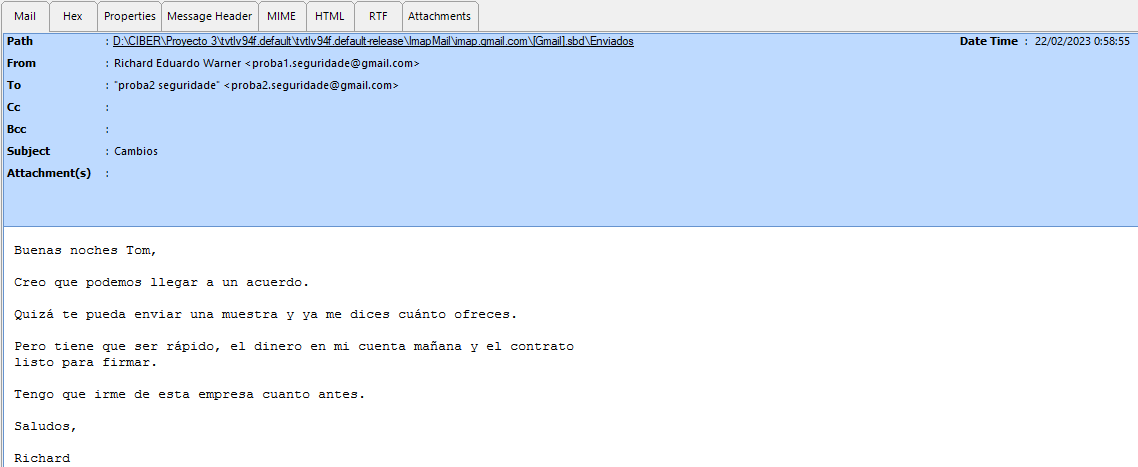 Mail Hex Properties Message Header MIME HTML RTF Attachments
Path : D:\CIBER\Proyecto 3\tvtlv94f.default\tvtlv94f.default-release\ImapMail\imap.gmail.com\[Gmail].sbd\Enviados Date Time : 22/02/2023 0:58:55
From : Richard Eduardo Warner <proba1.seguridade@gmail.com>
To : "proba2 seguridade" <proba2.seguridade@gmail.com>
Cc :
Bcc :
Subject : Cambios
Attachment(s) :
Buenas noches Tom,
Creo que podemos llegar a un acuerdo.
Quizá te pueda enviar una muestra y ya me dices cuánto ofreces.
Pero tiene que ser rápido, el dinero en mi cuenta mañana y el contrato
listo para firmar.
Tengo que irme de esta empresa cuanto antes.
Saludos,
Richard